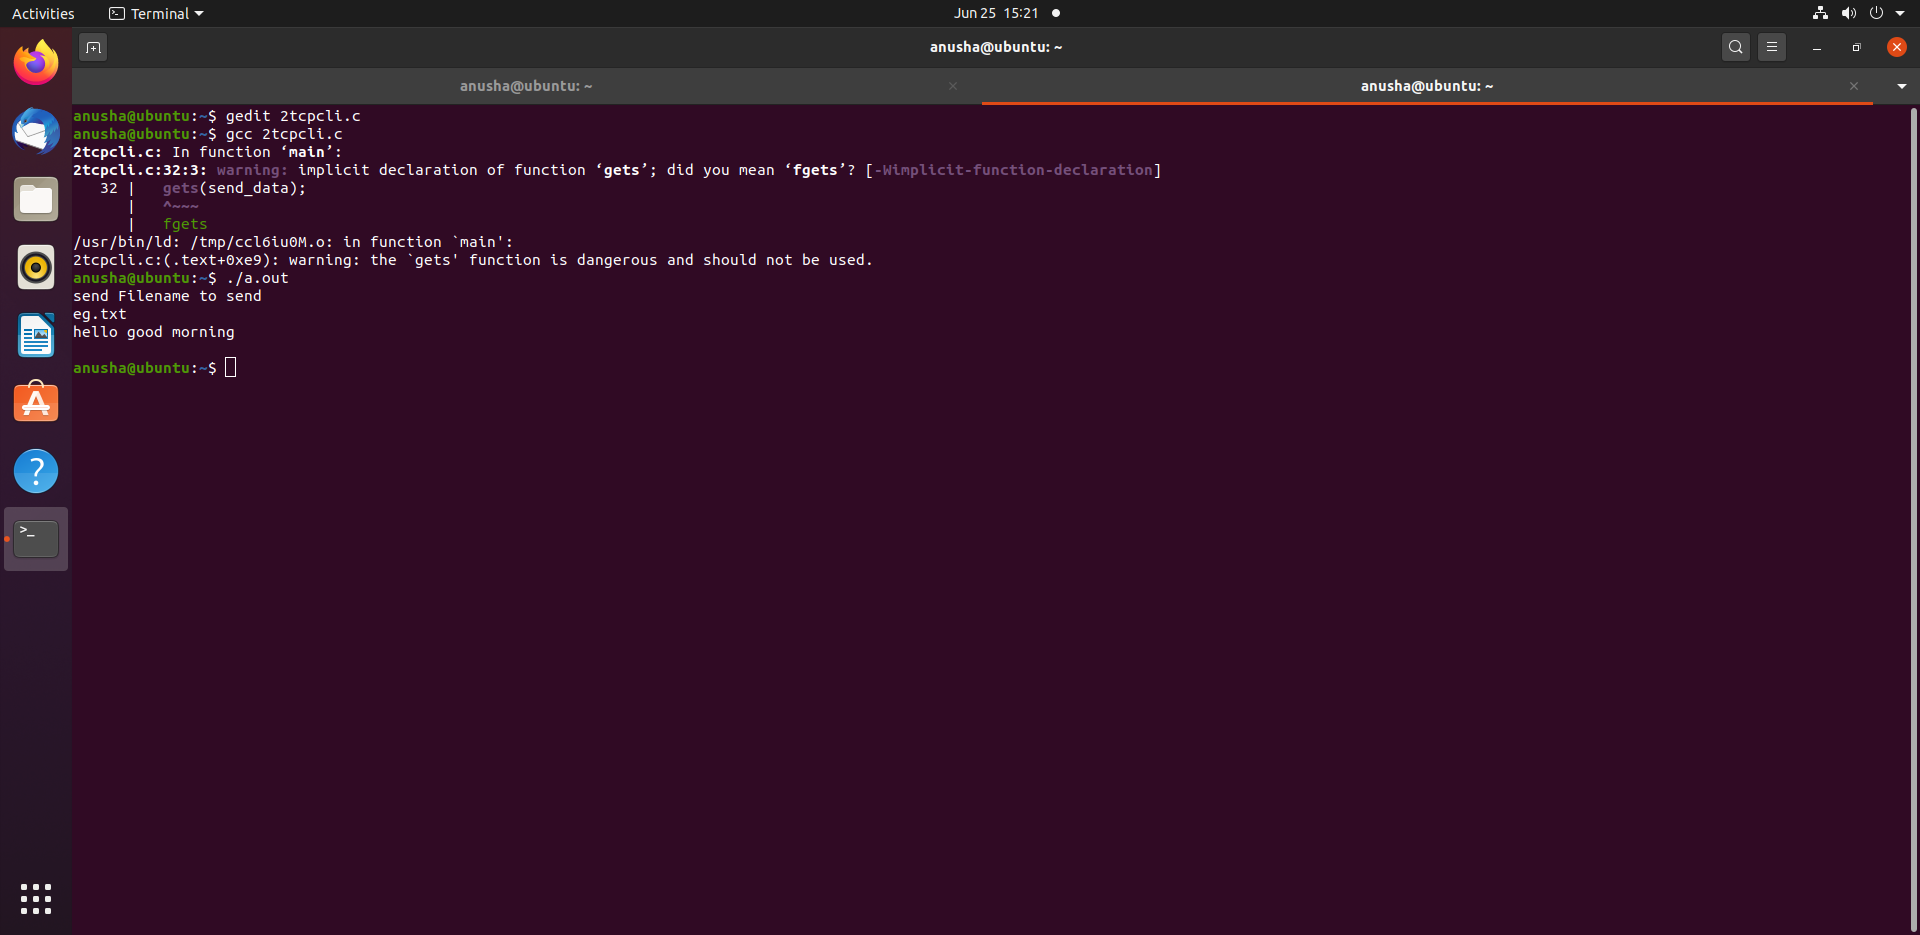 Activities
Terminal
Jun 25 15:21
anusha@ubuntu: ~
anusha@ubuntu: ~
anusha@ubuntu: ~
anusha@ubuntu:~$ gedit 2tcpcli.c
anusha@ubuntu:~$ gcc 2tcpcli.c
2tcpcli.c: In function ‘main’:
2tcpcli.c:32:3: warning: implicit declaration of function ‘gets’; did you mean ‘fgets’? [-Wimplicit-function-declaration]
   32 |   gets(send_data);
      |   ^~~~
      |   fgets
/usr/bin/ld: /tmp/ccl6iu0M.o: in function `main':
2tcpcli.c:(.text+0xe9): warning: the `gets' function is dangerous and should not be used.
anusha@ubuntu:~$ ./a.out
send Filename to send
eg.txt
hello good morning
anusha@ubuntu:~$